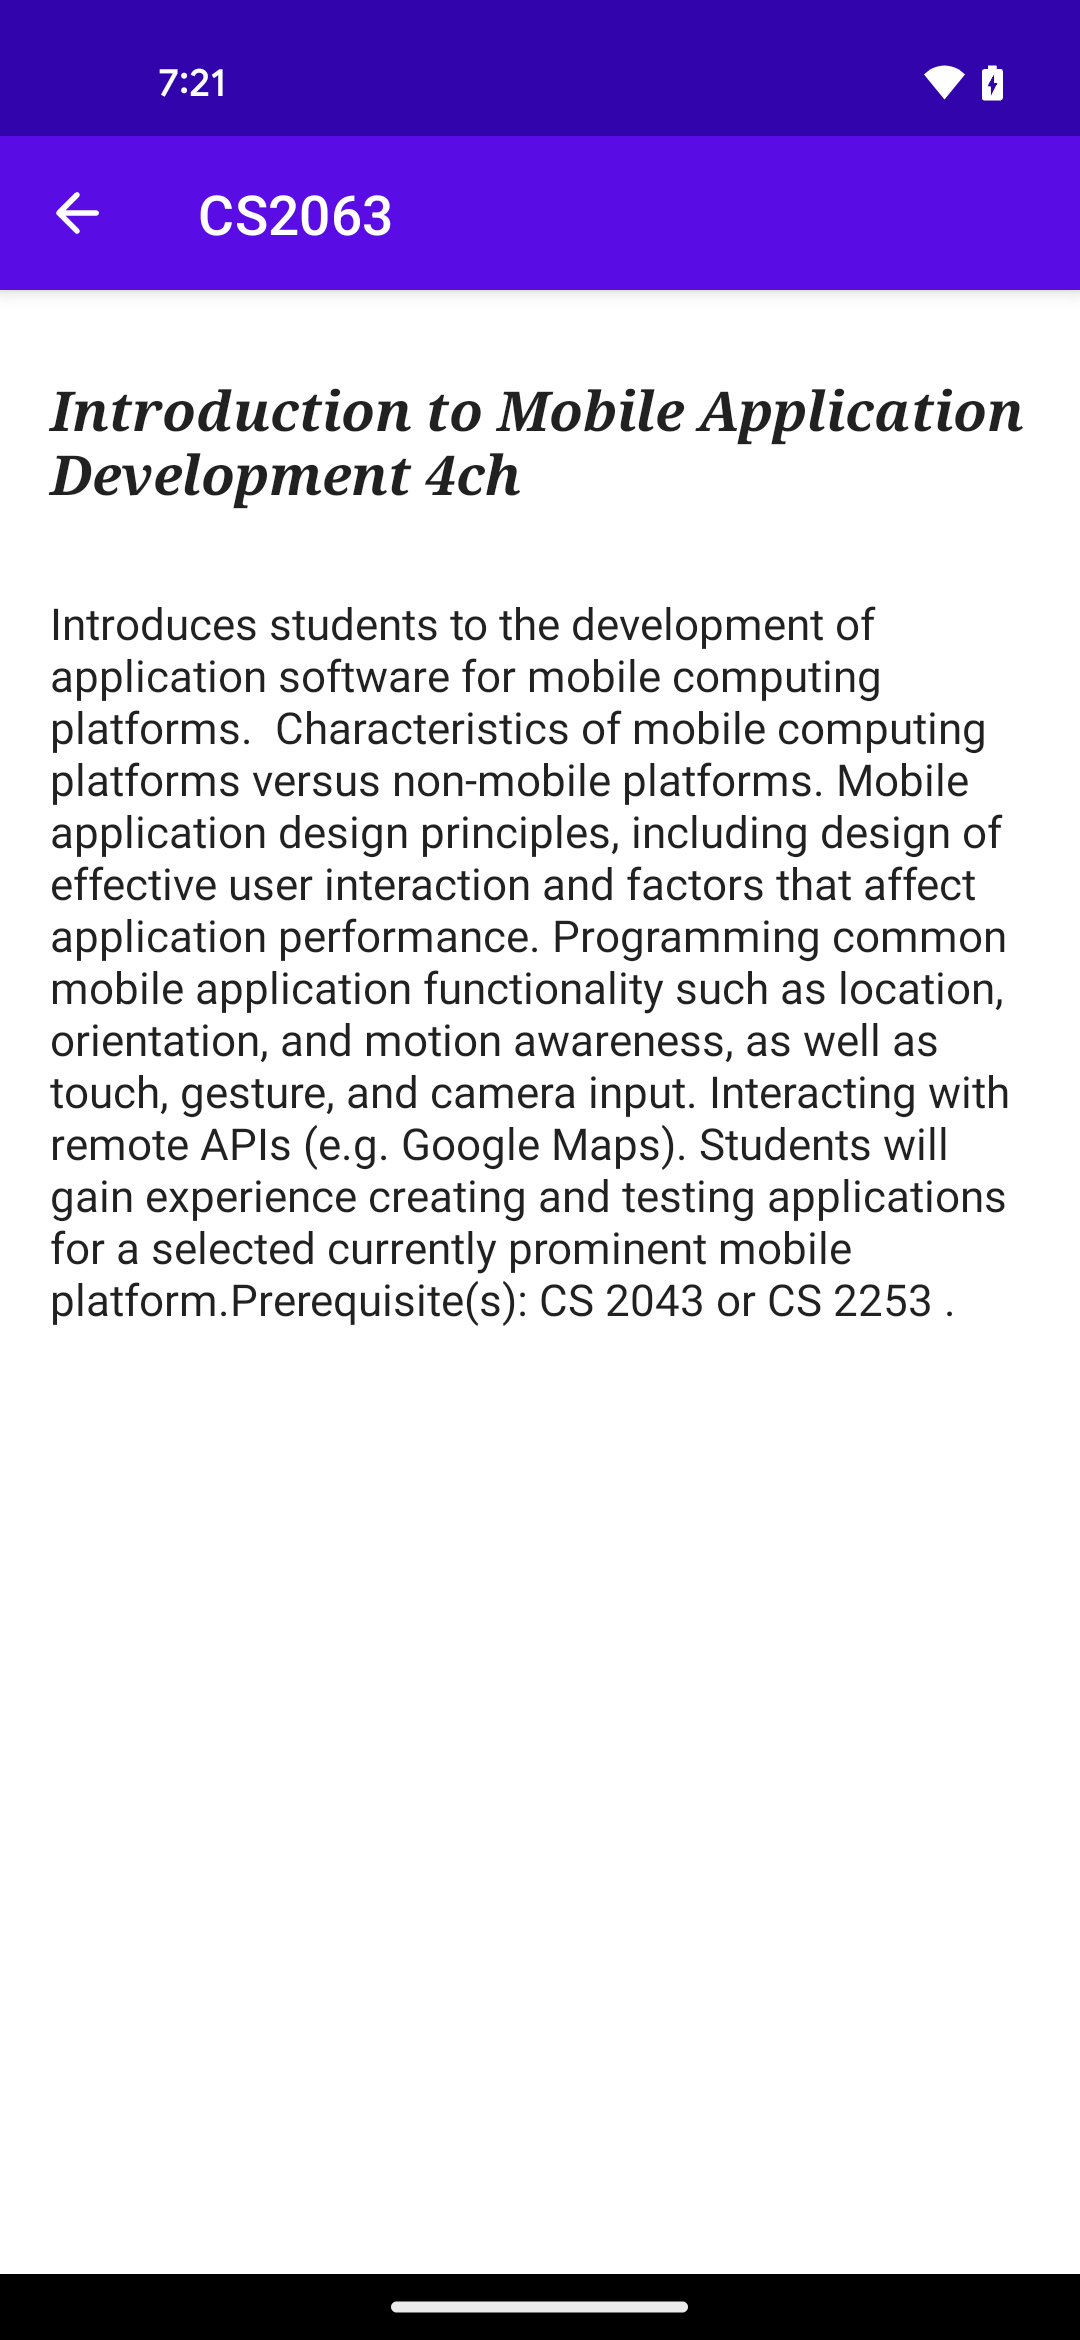 7:21
CS2063
Introduction to Mobile Application
Development 4ch
Introduces students to the development of
application software for mobile computing
platforms.  Characteristics of mobile computing
platforms versus non-mobile platforms. Mobile
application design principles, including design of
effective user interaction and factors that affect
application performance. Programming common
mobile application functionality such as location,
orientation, and motion awareness, as well as
touch, gesture, and camera input. Interacting with
remote APIs (e.g. Google Maps). Students will
gain experience creating and testing applications
for a selected currently prominent mobile
platform.Prerequisite(s): CS 2043 or CS 2253 .